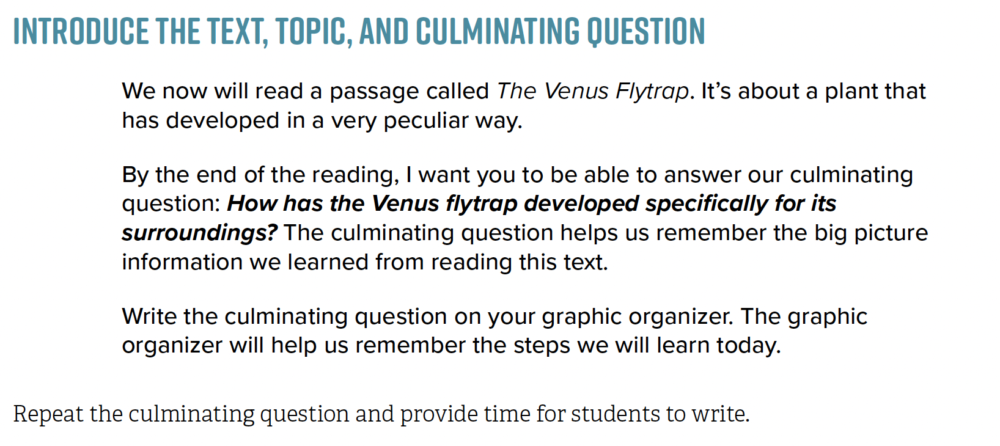 INTRODUCE THE TEXT, TOPIC, AND CULMINATING QUESTION
We now will read a passage called The Venus Flytrap. It’s about a plant that
has developed in a very peculiar way.
By the end of the reading, I want you to be able to answer our culminating
question: How has the Venus flytrap developed specifically for its
surroundings? The culminating question helps us remember the big picture
information we learned from reading this text.
Write the culminating question on your graphic organizer. The graphic
organizer will help us remember the steps we will learn today.
Repeat the culminating question and provide time for students to write.